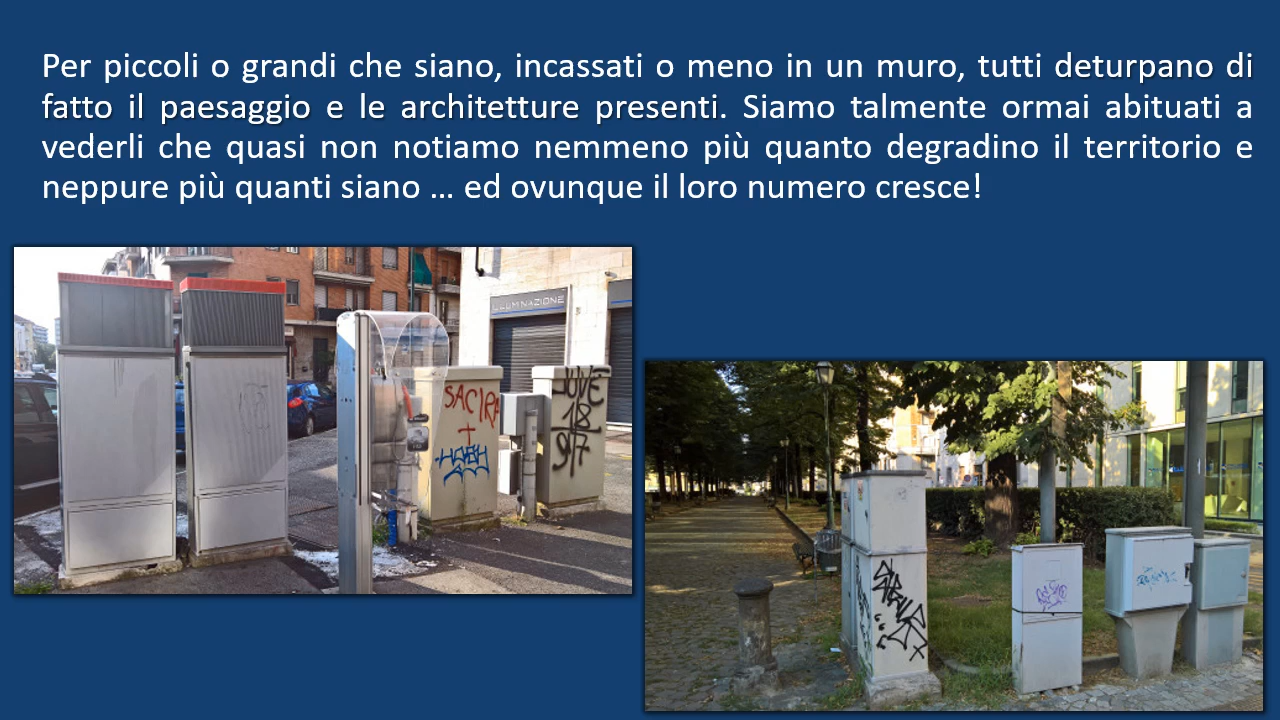 Per piccoli o grandi che siano, incassati o meno in un muro, tutti deturpano di
fatto il paesaggio e le architetture presenti. Siamo talmente ormai abituati a
vederli che quasi non notiamo nemmeno più quanto degradino il territorio e
neppure più quanti siano … ed ovunque il loro numero cresce!
ILLUMINAZIONE
SACIRA
+
JUVE
18
9/7